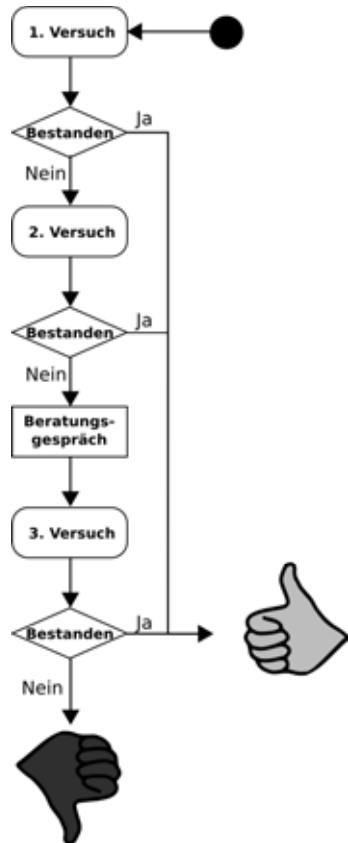 1. Versuch
Bestanden
Ja
Nein
2. Versuch
Bestanden
Ja
Nein
Beratungs-
gespräch
3. Versuch
Bestanden
Ja
Nein